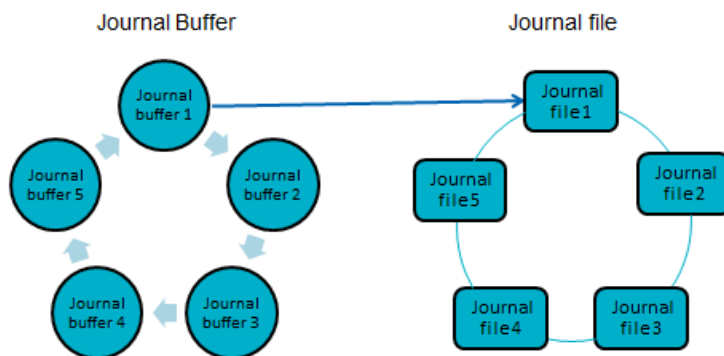 Journal Buffer
Journal file
Journal
buffer 1
Journal
buffer 2
Journal
buffer 3
Journal
buffer 4
Journal
buffer 5
Journal
file1
Journal
file2
Journal
file3
Journal
file4
Journal
file5